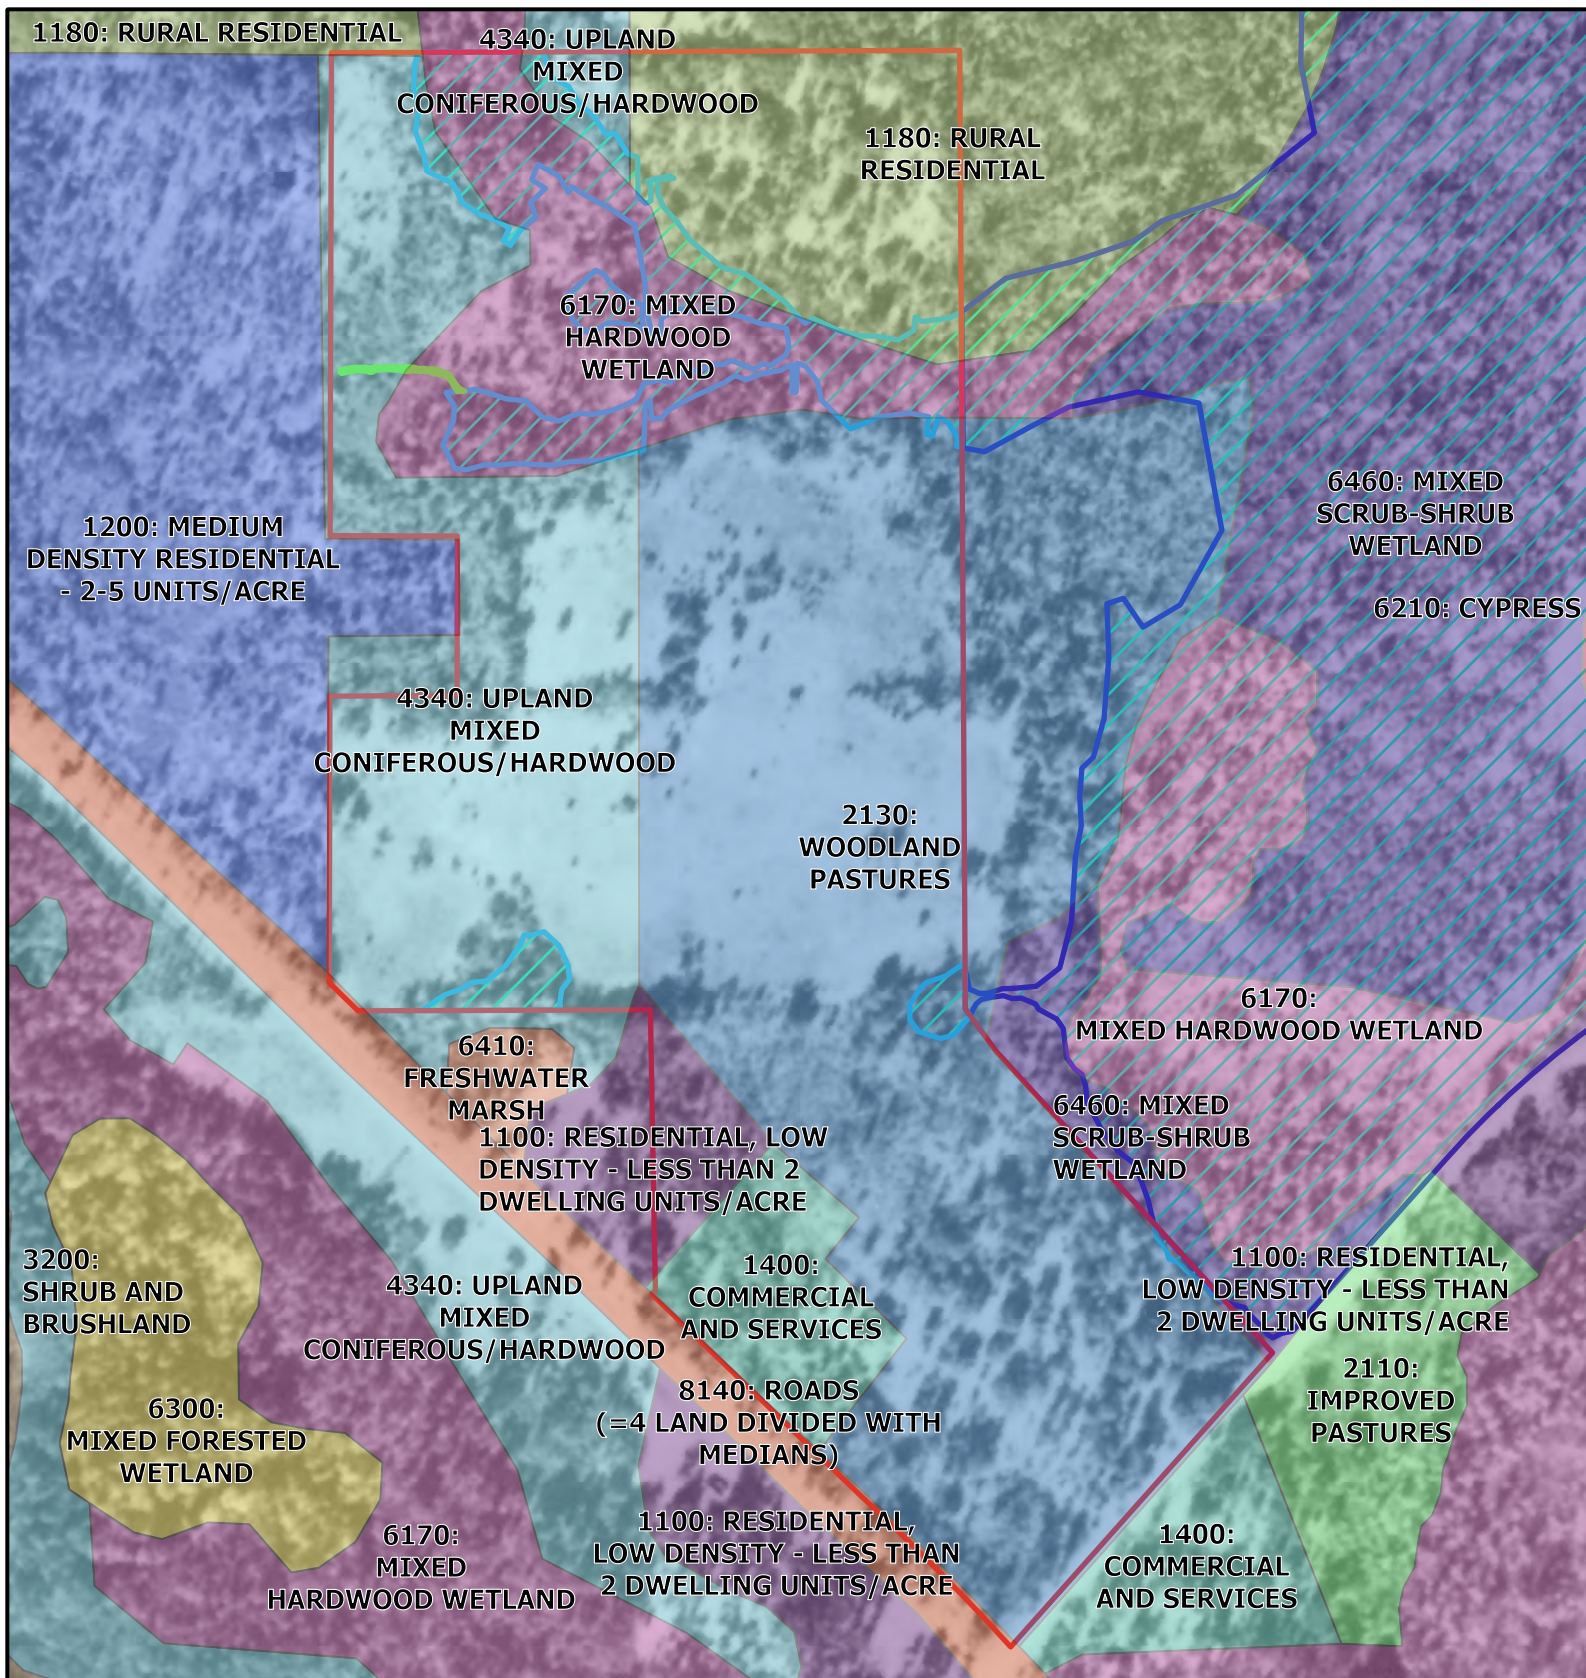 1180: RURAL RESIDENTIAL
4340: UPLAND
MIXED
CONIFEROUS/HARDWOOD
1180: RURAL
RESIDENTIAL
6170: MIXED
HARDWOOD
WETLAND
1200: MEDIUM
DENSITY RESIDENTIAL
- 2-5 UNITS/ACRE
6460: MIXED
SCRUB-SHRUB
WETLAND
6210: CYPRESS
4340: UPLAND
MIXED
CONIFEROUS/HARDWOOD
2130:
WOODLAND
PASTURES
6170:
MIXED HARDWOOD WETLAND
6410:
FRESHWATER
MARSH
1100: RESIDENTIAL, LOW
DENSITY - LESS THAN 2
DWELLING UNITS/ACRE
6460: MIXED
SCRUB-SHRUB
WETLAND
3200:
SHRUB AND
BRUSHLAND
4340: UPLAND
MIXED
CONIFEROUS/HARDWOOD
1400:
COMMERCIAL
AND SERVICES
1100: RESIDENTIAL,
LOW DENSITY - LESS THAN
2 DWELLING UNITS/ACRE
2110:
IMPROVED
PASTURES
8140: ROADS
(=4 LAND DIVIDED WITH
MEDIANS)
6300:
MIXED FORESTED
WETLAND
6170:
MIXED
HARDWOOD WETLAND
1100: RESIDENTIAL,
LOW DENSITY - LESS THAN
2 DWELLING UNITS/ACRE
1400:
COMMERCIAL
AND SERVICES